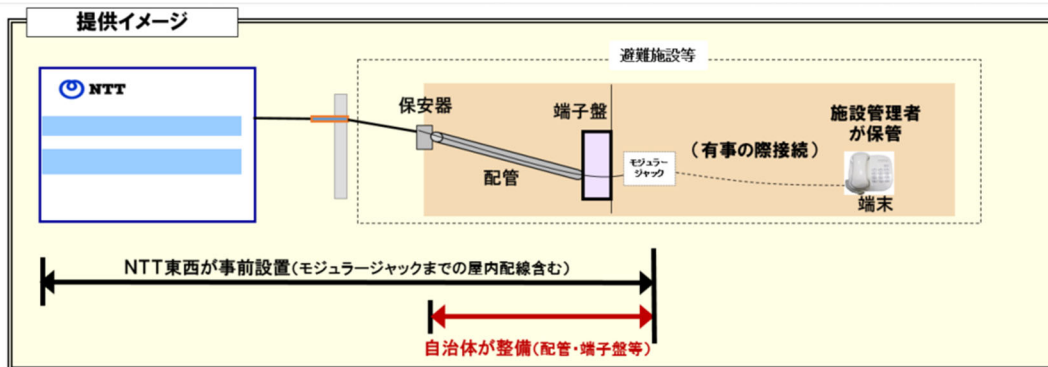 提供イメージ
避難施設等
NTT
保安器
端子盤
施設管理者
が保管
モジュラー
ジャック
(有事の際接続)
配管
端末
NTT東西が事前設置(モジュラージャックまでの屋内配線含む)
自治体が整備(配管・端子盤等)